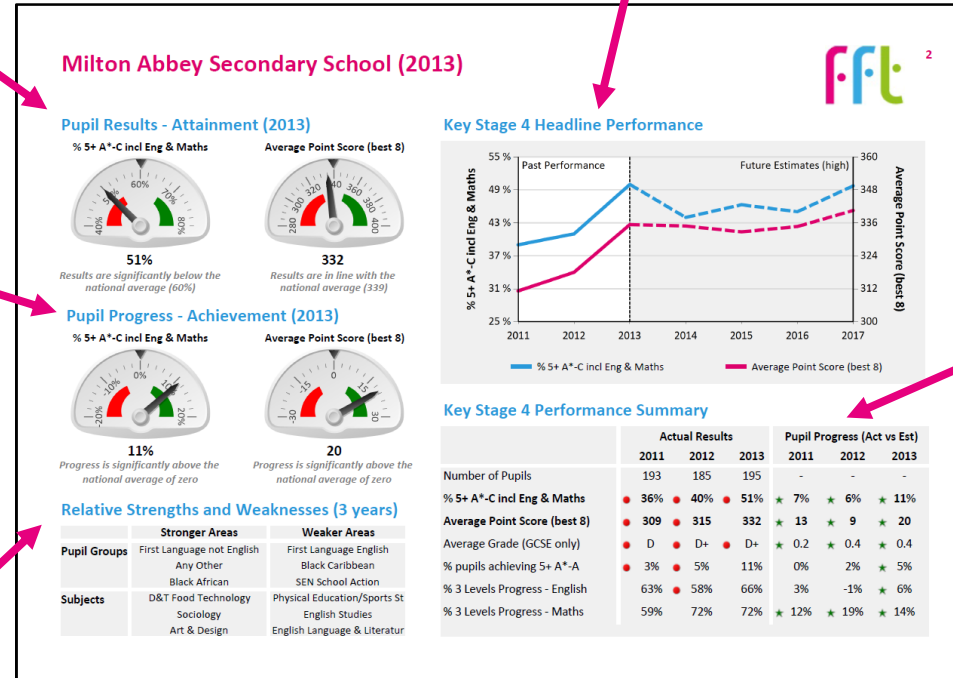 Milton Abbey Secondary School (2013)
fft
2
Pupil Results - Attainment (2013)
% 5+ A*-C incl Eng & Maths
Average Point Score (best 8)
40%
50%
60%
70%
80%
280
300
320
340
360
380
400
51%
332
Results are significantly below the
national average (60%)
Results are in line with the
national average (339)
Pupil Progress - Achievement (2013)
% 5+ A*-C incl Eng & Maths
Average Point Score (best 8)
-20%
-10%
0%
10%
20%
-30
-15
0
15
30
11%
20
Progress is significantly above the
national average of zero
Progress is significantly above the
national average of zero
Relative Strengths and Weaknesses (3 years)
Stronger Areas Weaker Areas
Pupil Groups First Language not English First Language English
Any Other Black Caribbean
Black African SEN School Action
Subjects D&T Food Technology Physical Education/Sports St
Sociology English Studies
Art & Design English Language & Literatur
Key Stage 4 Headline Performance
% 5+ A*-C incl Eng & Maths
55 %
49 %
43 %
37 %
31 %
25 %
Past Performance
Future Estimates (high)
360
348
336
324
312
300
Average Point Score (best 8)
2011 2012 2013 2014 2015 2016 2017
% 5+ A*-C incl Eng & Maths
Average Point Score (best 8)
Key Stage 4 Performance Summary
Actual Results Pupil Progress (Act vs Est)
2011 2012 2013 2011 2012 2013
Number of Pupils 193 185 195 - - -
% 5+ A*-C incl Eng & Maths 36% 40% 51% 7% 6% 11%
Average Point Score (best 8) 309 315 332 13 9 20
Average Grade (GCSE only) D D+ D+ 0.2 0.4 0.4
% pupils achieving 5+ A*-A 3% 5% 11% 0% 2% 5%
% 3 Levels Progress - English 63% 58% 66% 3% -1% 6%
% 3 Levels Progress - Maths 59% 72% 72% 12% 19% 14%